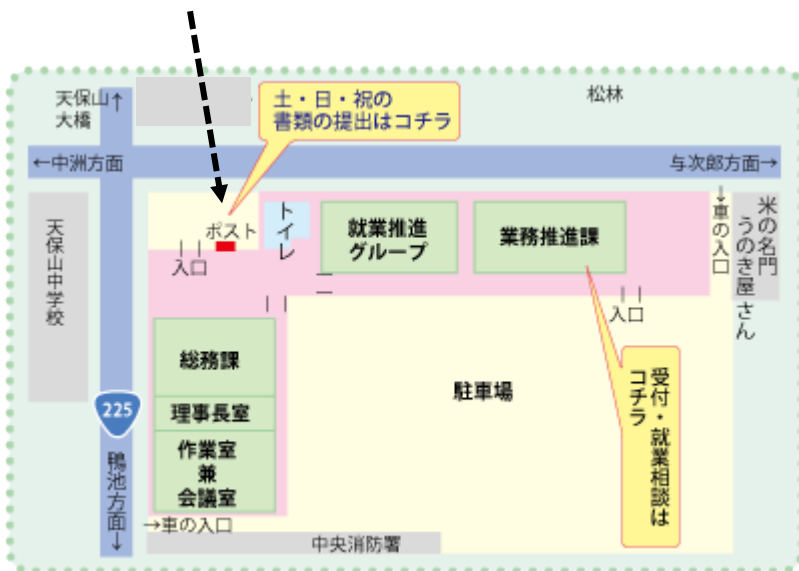 天保山↑
大橋
土・日・祝の
書類の提出はコチラ
松林
←中洲方面
与次郎方面→
天保山中学校
ポスト
入口
トイレ
就業推進
グループ
業務推進課
↓車の入口
米の名門
うのき屋さん
入口
総務課
理事長室
作業室
兼
会議室
駐車場
受付・就業相談は
コチラ
225
鴨池方面↓
→車の入口
中央消防署